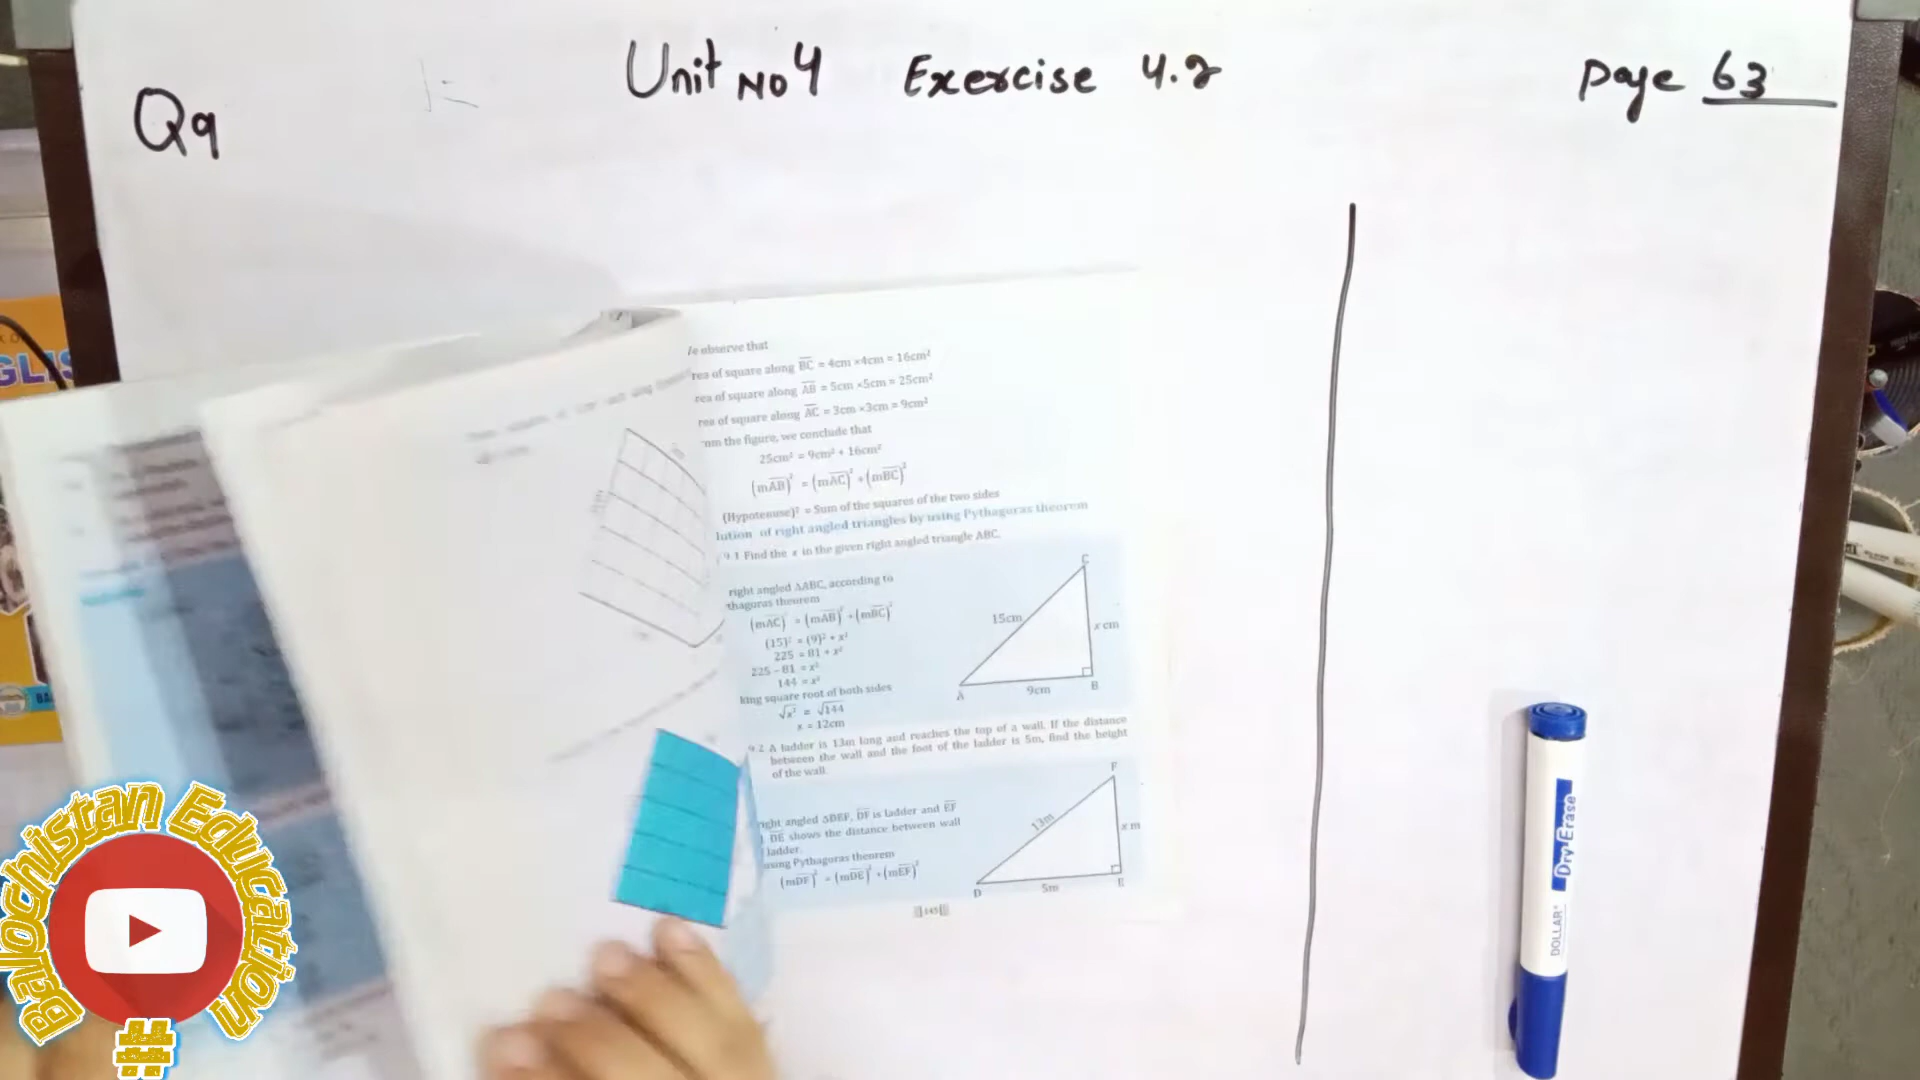 Unit No 4 Exercise 4.2
Page 63
Q9
observe that
rea of square along BC = 4cm ×4cm = 16cm²
rea of square along AB = 5cm ×5cm = 25cm²
rea of square along AC = 3cm ×3cm = 9cm²
om the figure, we conclude that
25cm² = 9cm² + 16cm²
(mAB)² = (mAC)² + (mBC)²
(Hypotenuse)² = Sum of the squares of the two sides
lution of right angled triangles by using Pythagoras theorem
9.1 Find the x in the given right angled triangle ABC.
right angled ΔABC, according to
thagoras theorem
(mAC)² = (mAB)² + (mBC)²
(15)² = (9)² + x²
225 = 81 + x²
225 – 81 = x²
144 = x²
king square root of both sides
√x² = √144
x = 12cm
C
15cm
x cm
A
9cm
B
9.2 A ladder is 13m long and reaches the top of a wall. If the distance
between the wall and the foot of the ladder is 5m, find the height
of the wall.
ight angled ΔDEF, DF is ladder and EF
DE shows the distance between wall
ladder.
using Pythagoras theorem
(mDF)² = (mDE)² + (mEF)²
F
13m
x m
D
5m
E
145
DOLLAR
Dry Erase
GLIS
Balochistan Education
#